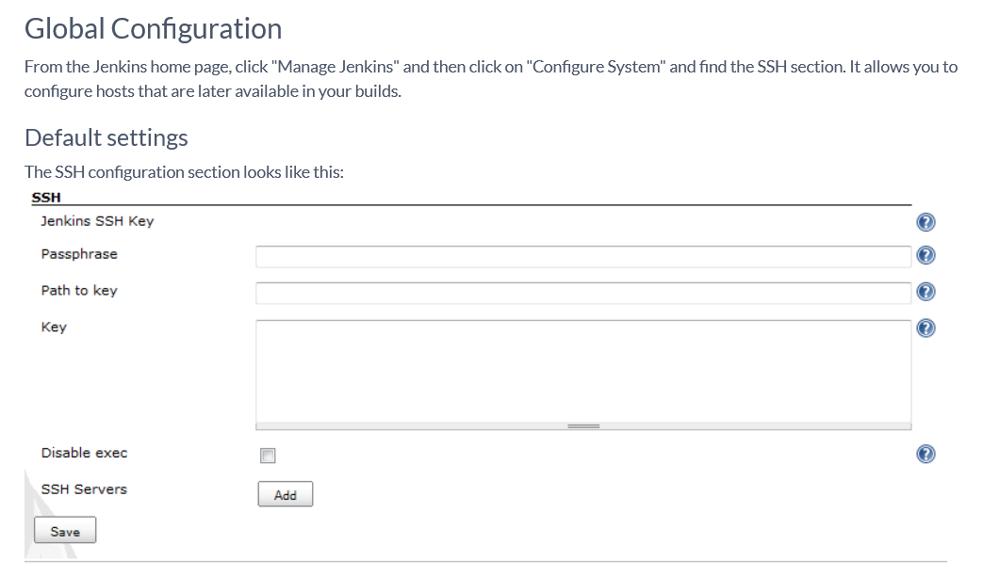 Global Configuration
From the Jenkins home page, click "Manage Jenkins" and then click on "Configure System" and find the SSH section. It allows you to
configure hosts that are later available in your builds.
Default settings
The SSH configuration section looks like this:
SSH
Jenkins SSH Key
Passphrase
Path to key
Key
Disable exec
SSH Servers
Add
Save